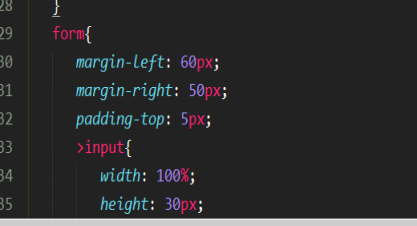 28 }
29 form{
30 margin-left: 60px;
31 margin-right: 50px;
32 padding-top: 5px;
33 >input{
34 width: 100%;
35 height: 30px;